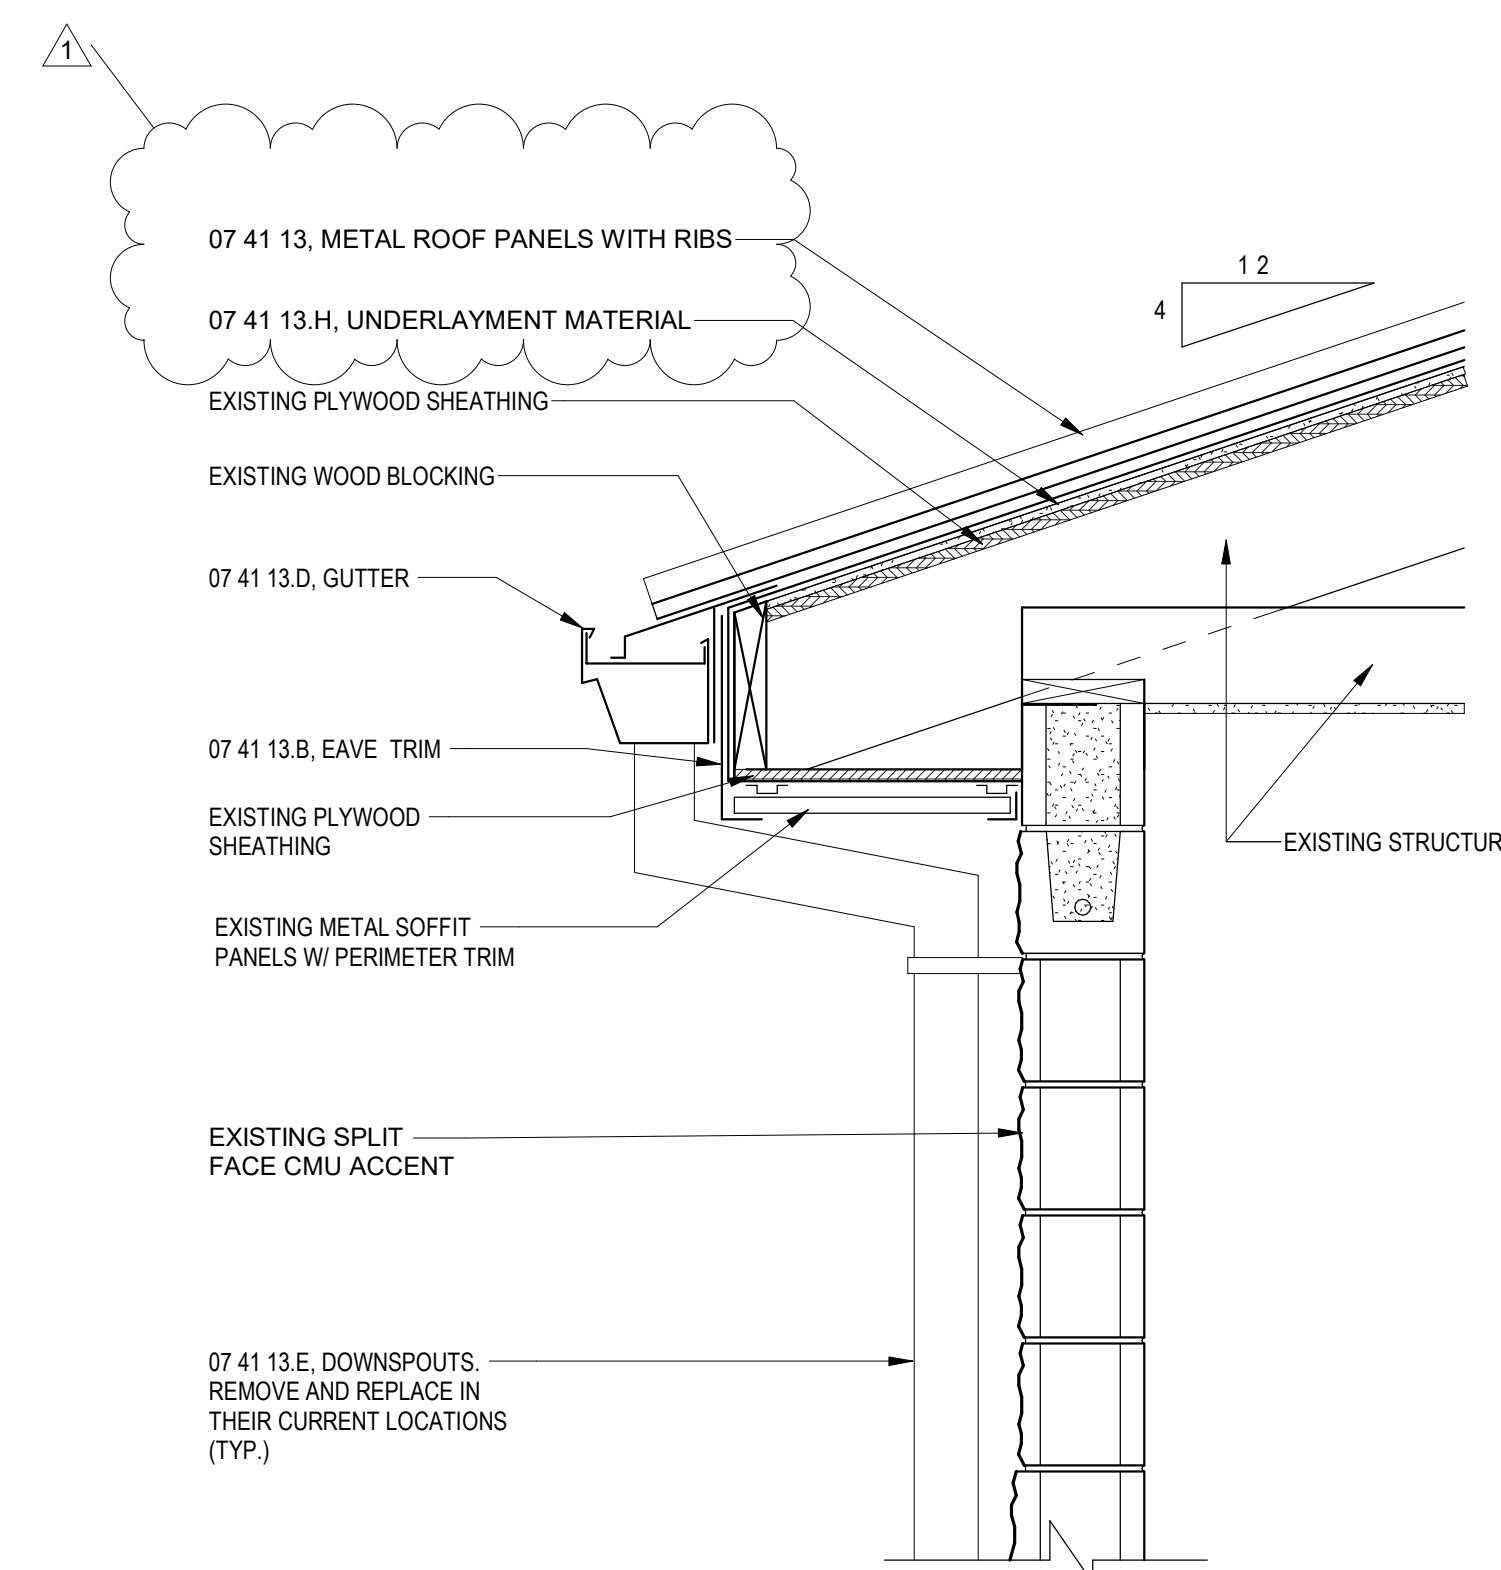 1
07 41 13, METAL ROOF PANELS WITH RIBS
12
4
07 41 13.H, UNDERLAYMENT MATERIAL
EXISTING PLYWOOD SHEATHING
EXISTING WOOD BLOCKING
07 41 13.D, GUTTER
07 41 13.B, EAVE TRIM
EXISTING PLYWOOD
SHEATHING
EXISTING STRUCTUR
EXISTING METAL SOFFIT
PANELS W/ PERIMETER TRIM
EXISTING SPLIT
FACE CMU ACCENT
07 41 13.E, DOWNSPOUTS.
REMOVE AND REPLACE IN
THEIR CURRENT LOCATIONS
(TYP.)